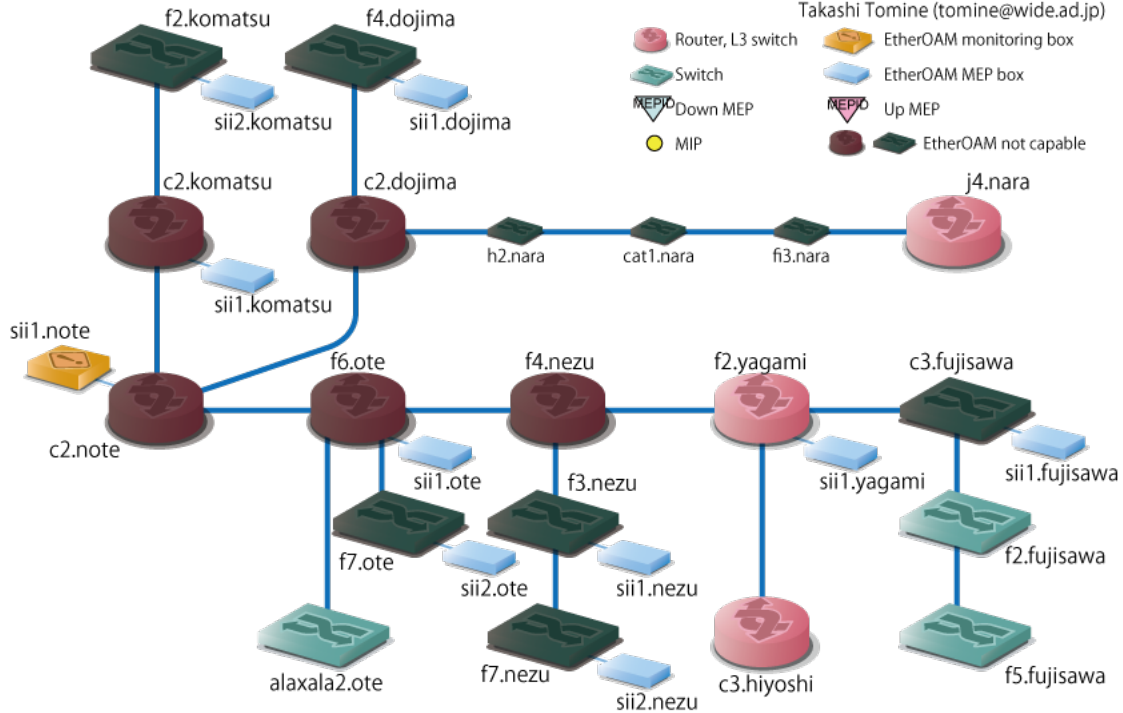 f2.komatsu
f4.dojima
Takashi Tomine (tomine@wide.ad.jp)
Router, L3 switch
EtherOAM monitoring box
Switch
EtherOAM MEP box
MEPID
Down MEP
MEPID
Up MEP
MIP
EtherOAM not capable
sii2.komatsu
sii1.dojima
c2.komatsu
c2.dojima
j4.nara
h2.nara
cat1.nara
fi3.nara
sii1.komatsu
sii1.note
f6.ote
f4.nezu
f2.yagami
c3.fujisawa
c2.note
sii1.ote
f3.nezu
sii1.yagami
sii1.fujisawa
f7.ote
sii2.ote
sii1.nezu
f2.fujisawa
alaxala2.ote
f7.nezu
sii2.nezu
c3.hiyoshi
f5.fujisawa